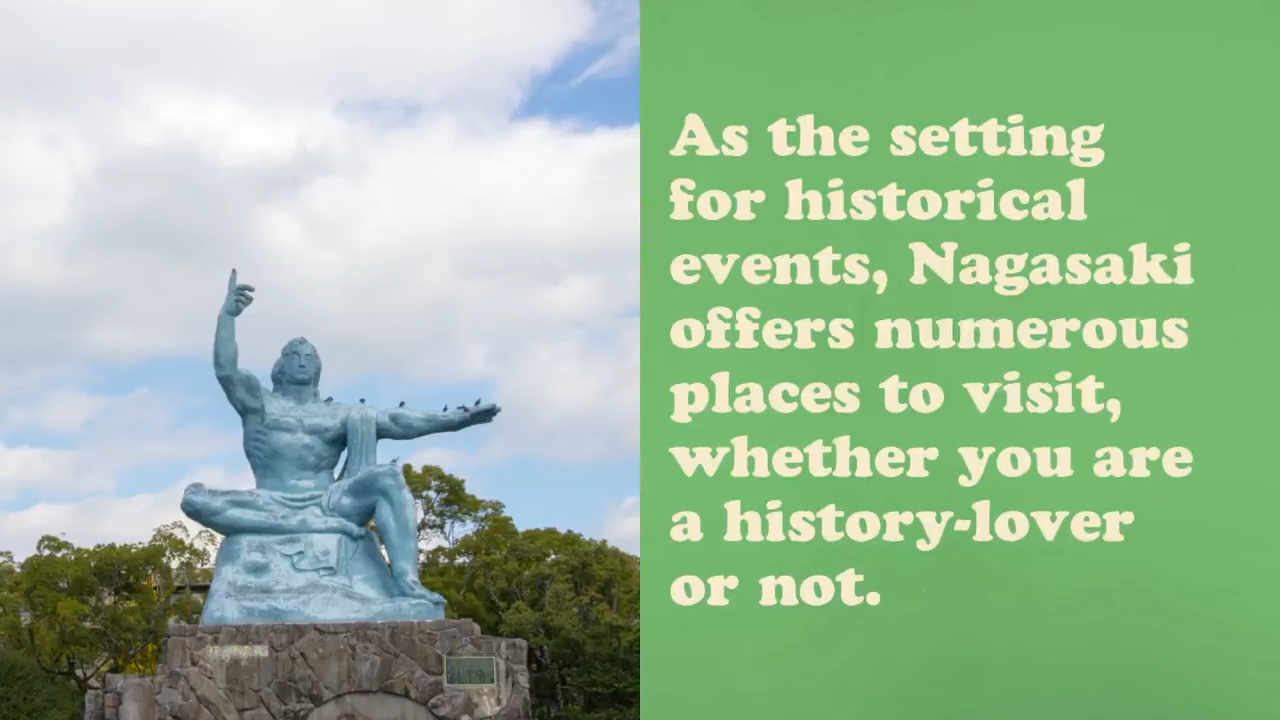 As the setting
for historical
events, Nagasaki
offers numerous
places to visit,
whether you are
a history-lover
or not.